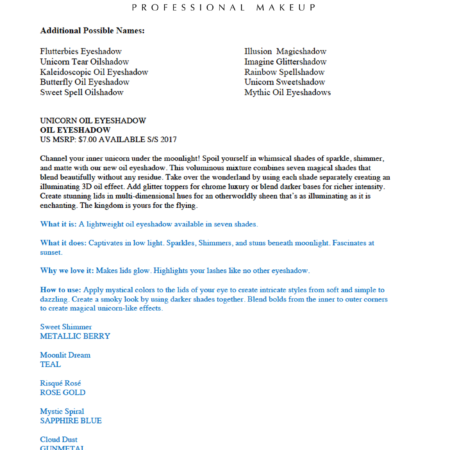 PROFESSIONAL MAKEUP
Additional Possible Names:
Flutterbies Eyeshadow
Unicorn Tear Oilshadow
Kaleidoscopic Oil Eyeshadow
Butterfly Oil Eyeshadow
Sweet Spell Oilshadow
Illusion Magicshadow
Imagine Glittershadow
Rainbow Spellshadow
Unicorn Sweetshadow
Mythic Oil Eyeshadows
UNICORN OIL EYESHADOW
OIL EYESHADOW
US MSRP: $7.00 AVAILABLE S/S 2017
Channel your inner unicorn under the moonlight! Spoil yourself in whimsical shades of sparkle, shimmer,
and matte with our new oil eyeshadow. This voluminous mixture combines seven magical shades that
blend beautifully without any residue. Take over the wonderland by using each shade separately creating an
illuminating 3D oil effect. Add glitter toppers for chrome luxury or blend darker bases for richer intensity.
Create stunning lids in multi-dimensional hues for an otherworldly sheen that's as illuminating as it is
enchanting. The kingdom is yours for the flying.
What it is: A lightweight oil eyeshadow available in seven shades.
What it does: Captivates in low light. Sparkles, Shimmers, and stuns beneath moonlight. Fascinates at
sunset.
Why we love it: Makes lids glow. Highlights your lashes like no other eyeshadow.
How to use: Apply mystical colors to the lids of your eye to create intricate styles from soft and simple to
dazzling. Create a smoky look by using darker shades together. Blend bolds from the inner to outer corners
to create magical unicorn-like effects.
Sweet Shimmer
METALLIC BERRY
Moonlit Dream
TEAL
Risqué Rosé
ROSE GOLD
Mystic Spiral
SAPPHIRE BLUE
Cloud Dust
GUNMETAL